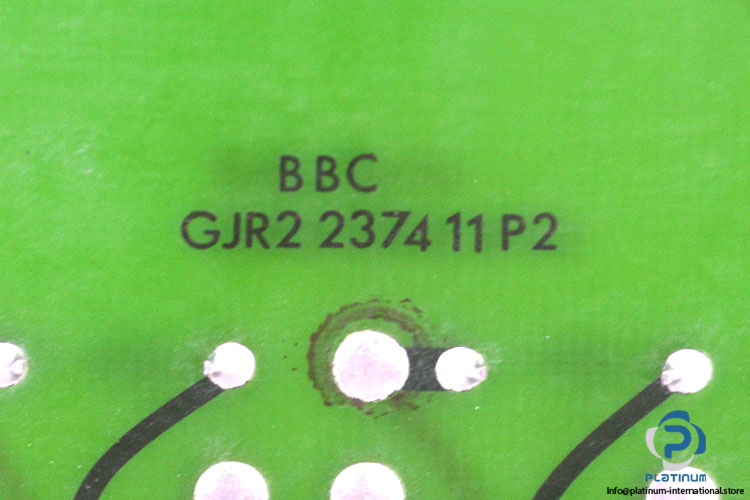 BBC
GJR2 2374 11 P2
PLATINUM
Info@platinum-international.store